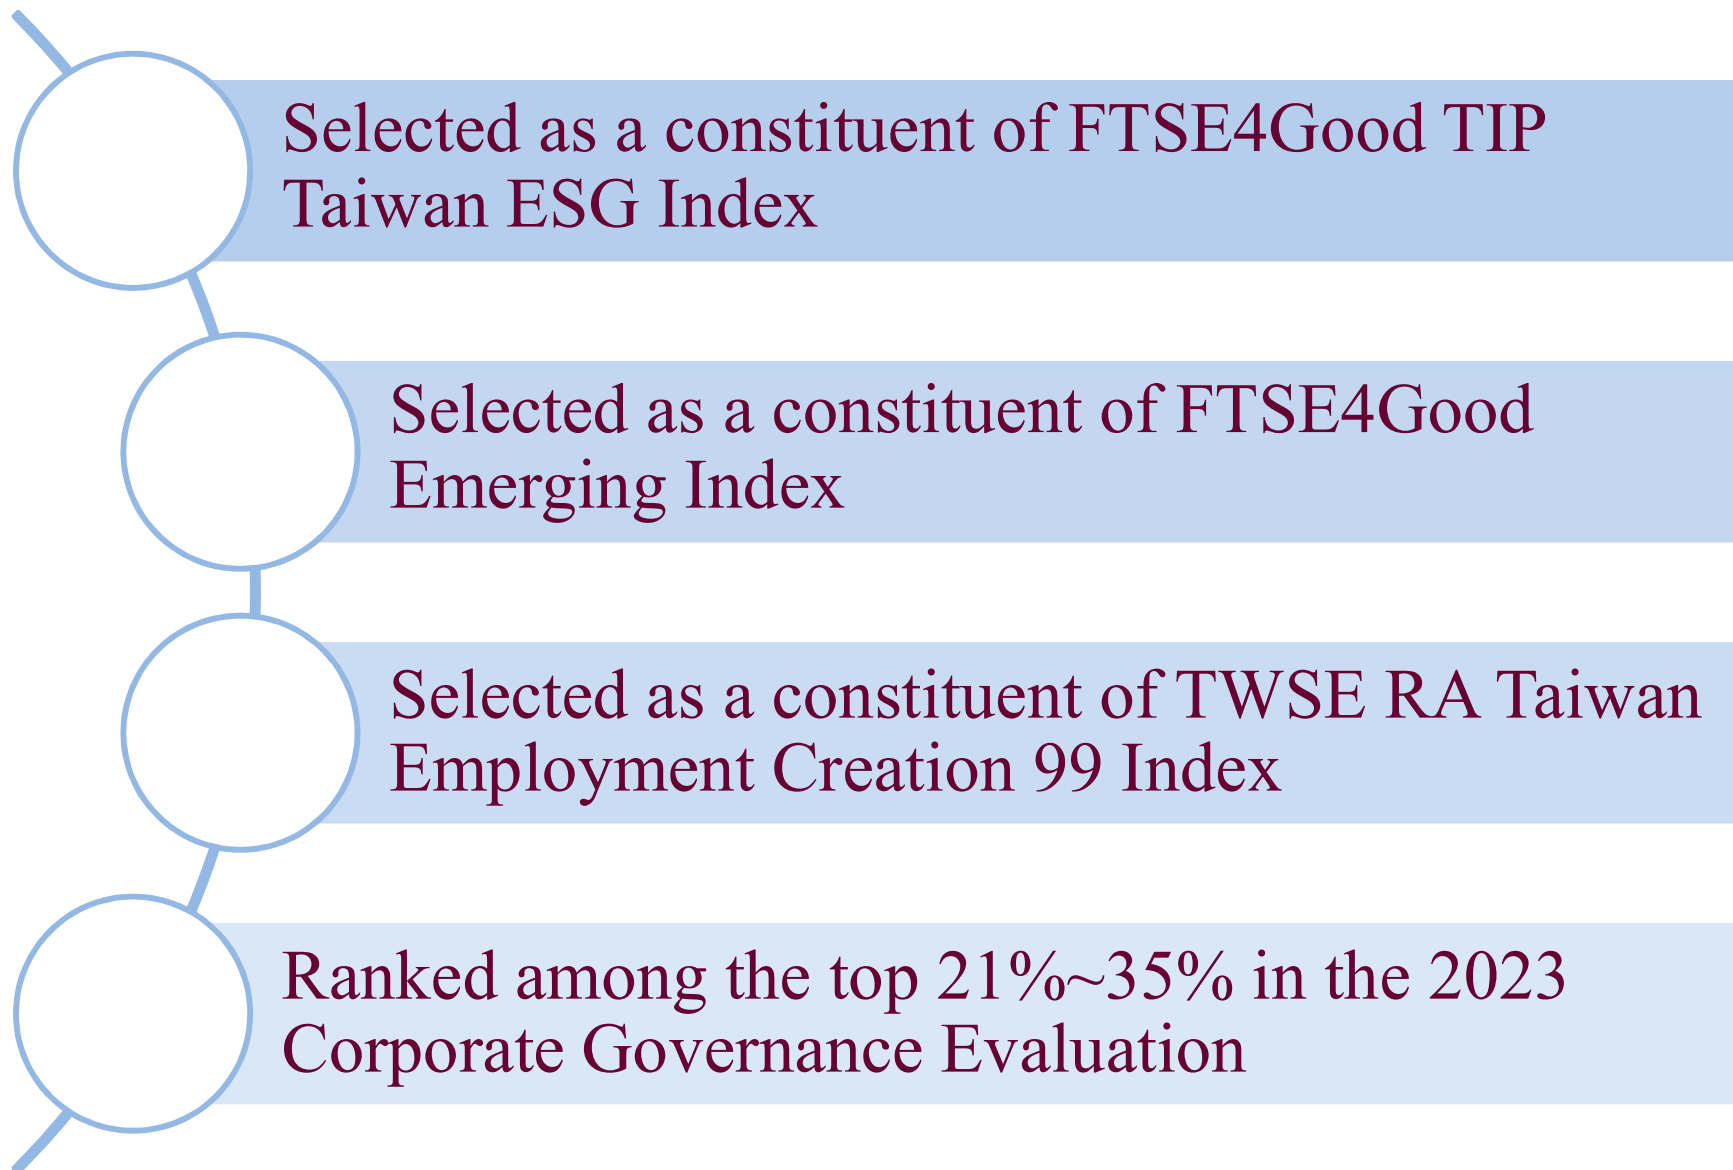 Selected as a constituent of FTSE4Good TIP
Taiwan ESG Index
Selected as a constituent of FTSE4Good
Emerging Index
Selected as a constituent of TWSE RA Taiwan
Employment Creation 99 Index
Ranked among the top 21%~35% in the 2023
Corporate Governance Evaluation